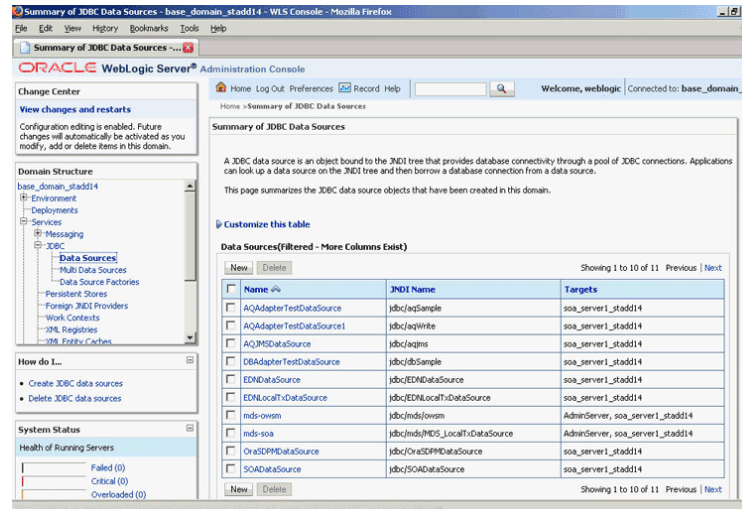 Summary of JDBC Data Sources - base_domain_stadd14 - WLS Console - Mozilla Firefox
File Edit View History Bookmarks Tools Help
Summary of JDBC Data Sources -...
ORACLE WebLogic Server® Administration Console
Change Center
View changes and restarts
Configuration editing is enabled. Future
changes will automatically be activated as you
modify, add or delete items in this domain.
Domain Structure
base_domain_stadd14
Environment
Deployments
Services
Messaging
JDBC
Data Sources
Multi Data Sources
Data Source Factories
Persistent Stores
Foreign JNDI Providers
Work Contexts
XML Registries
XML Entity Caches
How do I...
Create JDBC data sources
Delete JDBC data sources
System Status
Health of Running Servers
Failed (0)
Critical (0)
Overloaded (0)
Home Log Out Preferences Record Help
Welcome, weblogic Connected to: base_domain_
Home >Summary of JDBC Data Sources
Summary of JDBC Data Sources
A JDBC data source is an object bound to the JNDI tree that provides database connectivity through a pool of JDBC connections. Applications
can look up a data source on the JNDI tree and then borrow a database connection from a data source.
This page summarizes the JDBC data source objects that have been created in this domain.
Customize this table
Data Sources(Filtered - More Columns Exist)
New Delete Showing 1 to 10 of 11 Previous | Next
Name JNDI Name Targets
AQAdapterTestDataSource jdbc/aqSample soa_server1_stadd14
AQAdapterTestDataSource1 jdbc/aqWrite soa_server1_stadd14
AQJMSDataSource jdbc/aqjms soa_server1_stadd14
DBAdapterTestDataSource jdbc/dbSample soa_server1_stadd14
EDNDataSource jdbc/EDNDataSource soa_server1_stadd14
EDNLocalTxDataSource jdbc/EDNLocalTxDataSource soa_server1_stadd14
mds-owsm jdbc/mds/owsm AdminServer, soa_server1_stadd14
mds-soa jdbc/mds/MDS_LocalTxDataSource AdminServer, soa_server1_stadd14
OraSDPMDataSource jdbc/OraSDPMDataSource soa_server1_stadd14
SOADataSource jdbc/SOADataSource soa_server1_stadd14
New Delete Showing 1 to 10 of 11 Previous | Next